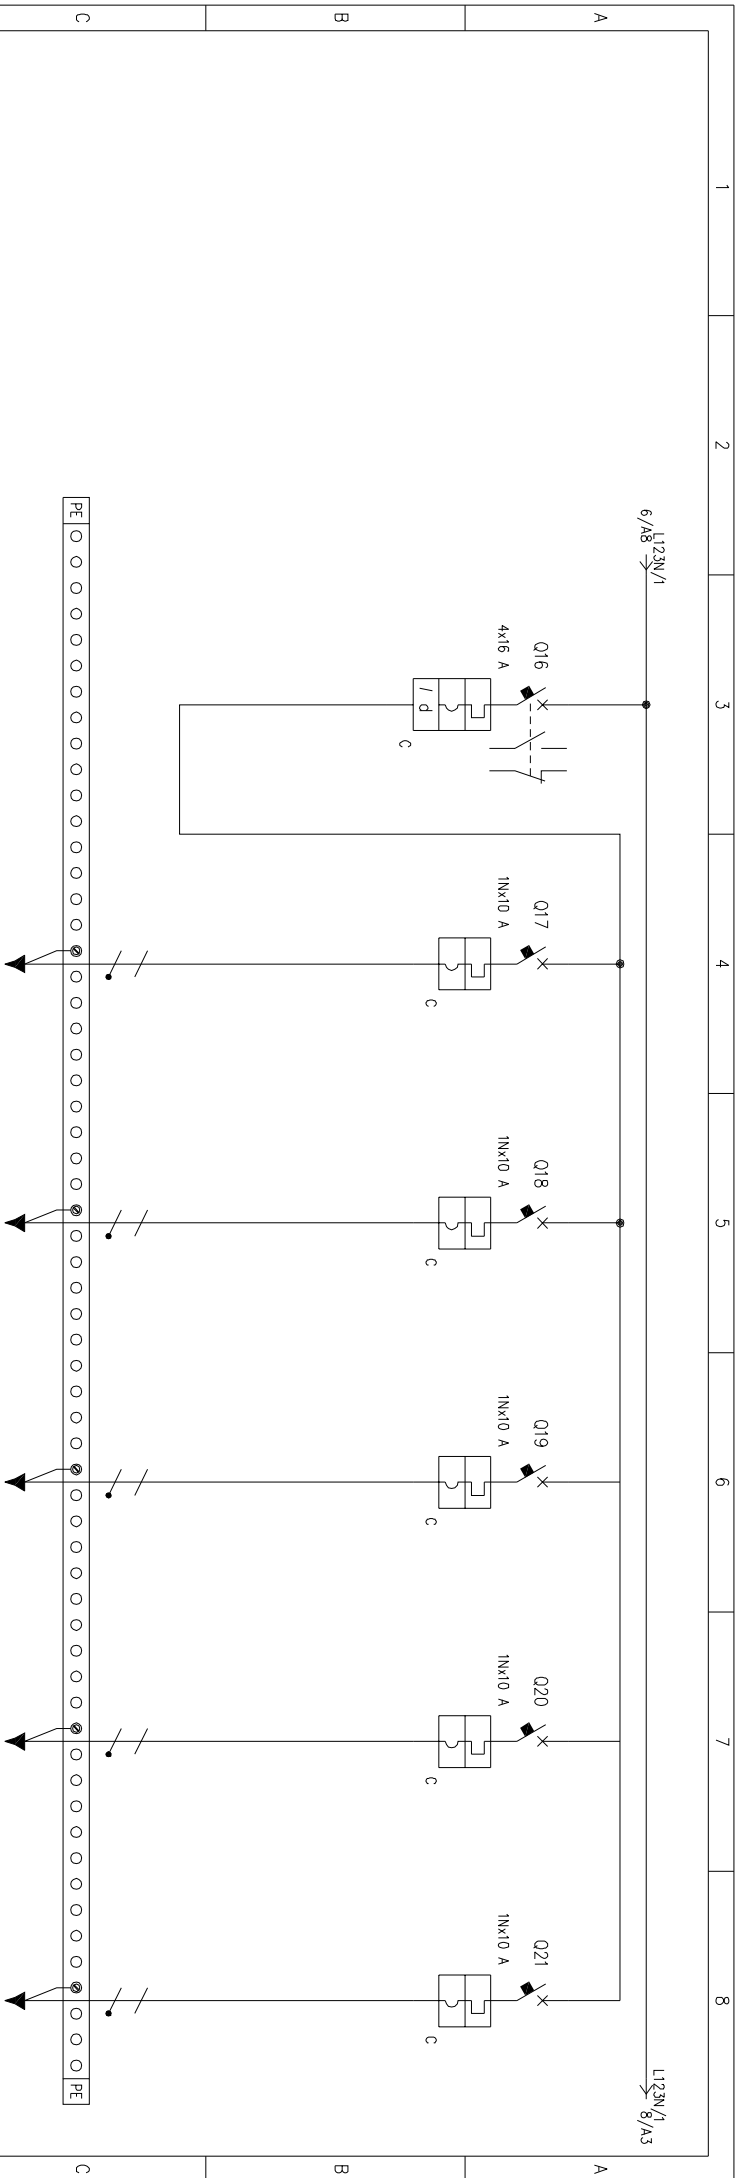 1 2 3 4 5 6 7 8
A
A
L123N/1
6/A8
L123N/1
8/A3
Q16
4x16 A
I d
C
Q17
1Nx10 A
C
Q18
1Nx10 A
C
Q19
1Nx10 A
C
Q20
1Nx10 A
C
Q21
1Nx10 A
C
B
B
PE
PE
C
C